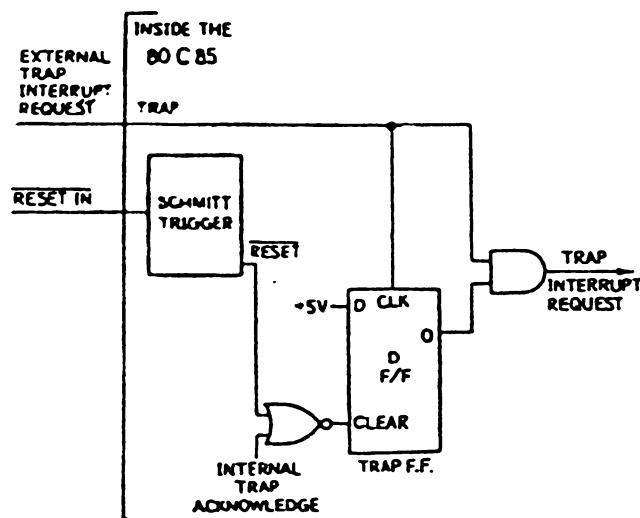 INSIDE THE
80C85
EXTERNAL
TRAP
INTERRUPT
REQUEST
TRAP
RESET IN
SCHMITT
TRIGGER
RESET
TRAP
INTERRUPT
REQUEST
+5V
D CLK
Q
D
F/F
CLEAR
TRAP F.F.
INTERNAL
TRAP
ACKNOWLEDGE